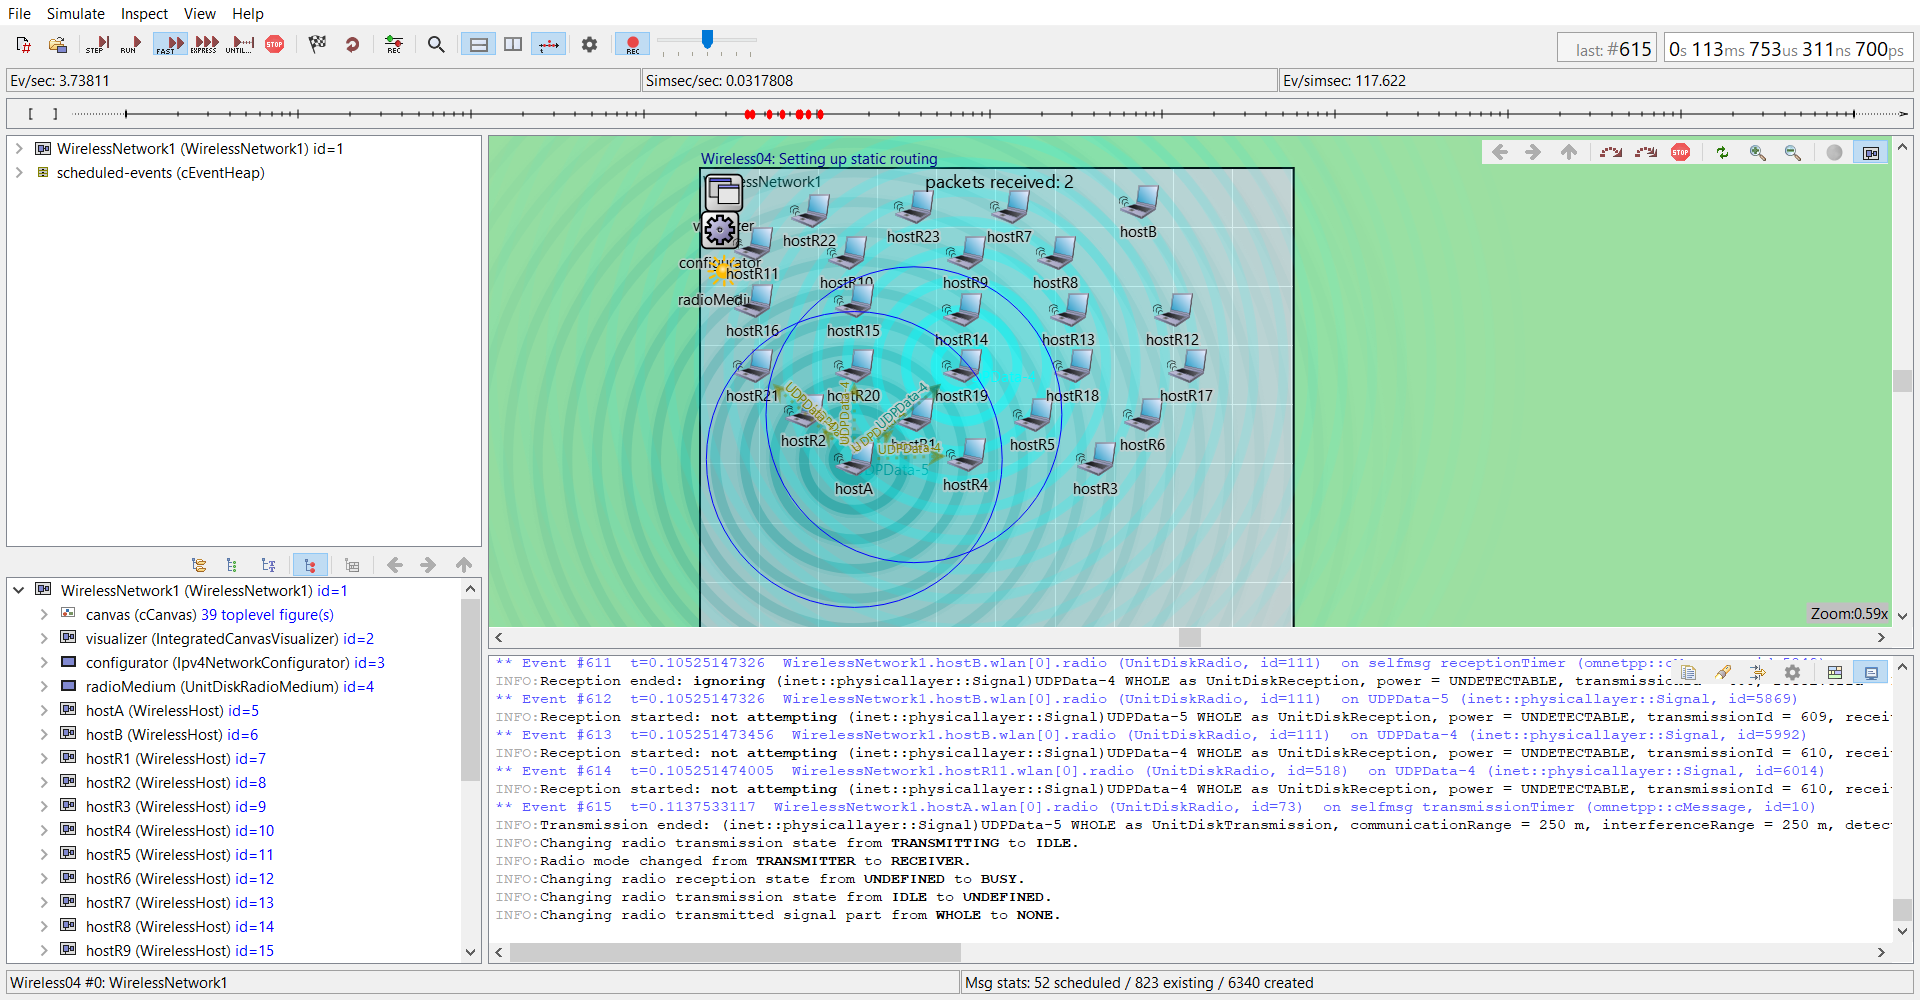 File Simulate Inspect View Help
STEP RUN FAST EXPRESS UNTIL... STOP REC REC
last: #615 0s 113ms 753us 311ns 700ps
Ev/sec: 3.73811 Simsec/sec: 0.0317808 Ev/simsec: 117.622
[ ]
WirelessNetwork1 (WirelessNetwork1) id=1
scheduled-events (cEventHeap)
WirelessNetwork1 (WirelessNetwork1) id=1
canvas (cCanvas) 39 toplevel figure(s)
visualizer (IntegratedCanvasVisualizer) id=2
configurator (Ipv4NetworkConfigurator) id=3
radioMedium (UnitDiskRadioMedium) id=4
hostA (WirelessHost) id=5
hostB (WirelessHost) id=6
hostR1 (WirelessHost) id=7
hostR2 (WirelessHost) id=8
hostR3 (WirelessHost) id=9
hostR4 (WirelessHost) id=10
hostR5 (WirelessHost) id=11
hostR6 (WirelessHost) id=12
hostR7 (WirelessHost) id=13
hostR8 (WirelessHost) id=14
hostR9 (WirelessHost) id=15
Wireless04: Setting up static routing
STOP
packets received: 2
hostR22 hostR23 hostR7 hostB
configurator
hostR11 hostR10 hostR9 hostR8
hostR16 hostR15 hostR14 hostR13 hostR12
hostR21 hostR20 hostR19 hostR18 hostR17
UDPData-4
UDPData-4
UDPData-4
hostR2 hostR1 hostR5 hostR6
UDPData-4
hostA hostR4 hostR3
Zoom:0.59x
** Event #611 t=0.10525147326 WirelessNetwork1.hostB.wlan[0].radio (UnitDiskRadio, id=111) on selfmsg receptionTimer
INFO:Reception ended: ignoring (inet::physicallayer::Signal)UDPData-4 WHOLE as UnitDiskReception, power = UNDETECTABLE,
** Event #612 t=0.10525147326 WirelessNetwork1.hostB.wlan[0].radio (UnitDiskRadio, id=111) on UDPData-5 (inet::physicallayer::Signal, id=5869)
INFO:Reception started: not attempting (inet::physicallayer::Signal)UDPData-5 WHOLE as UnitDiskReception, power = UNDETECTABLE, transmissionId = 609, recei
** Event #613 t=0.105251473456 WirelessNetwork1.hostB.wlan[0].radio (UnitDiskRadio, id=111) on UDPData-4 (inet::physicallayer::Signal, id=5992)
INFO:Reception started: not attempting (inet::physicallayer::Signal)UDPData-4 WHOLE as UnitDiskReception, power = UNDETECTABLE, transmissionId = 610, recei
** Event #614 t=0.105251474005 WirelessNetwork1.hostR11.wlan[0].radio (UnitDiskRadio, id=518) on UDPData-4 (inet::physicallayer::Signal, id=6014)
INFO:Reception started: not attempting (inet::physicallayer::Signal)UDPData-4 WHOLE as UnitDiskReception, power = UNDETECTABLE, transmissionId = 610, recei
** Event #615 t=0.1137533117 WirelessNetwork1.hostA.wlan[0].radio (UnitDiskRadio, id=73) on selfmsg transmissionTimer (omnetpp::cMessage, id=10)
INFO:Transmission ended: (inet::physicallayer::Signal)UDPData-5 WHOLE as UnitDiskTransmission, communicationRange = 250 m, interferenceRange = 250 m, detec
INFO:Changing radio transmission state from TRANSMITTING to IDLE.
INFO:Radio mode changed from TRANSMITTER to RECEIVER.
INFO:Changing radio reception state from UNDEFINED to BUSY.
INFO:Changing radio transmission state from IDLE to UNDEFINED.
INFO:Changing radio transmitted signal part from WHOLE to NONE.
Wireless04 #0: WirelessNetwork1 Msg stats: 52 scheduled / 823 existing / 6340 created